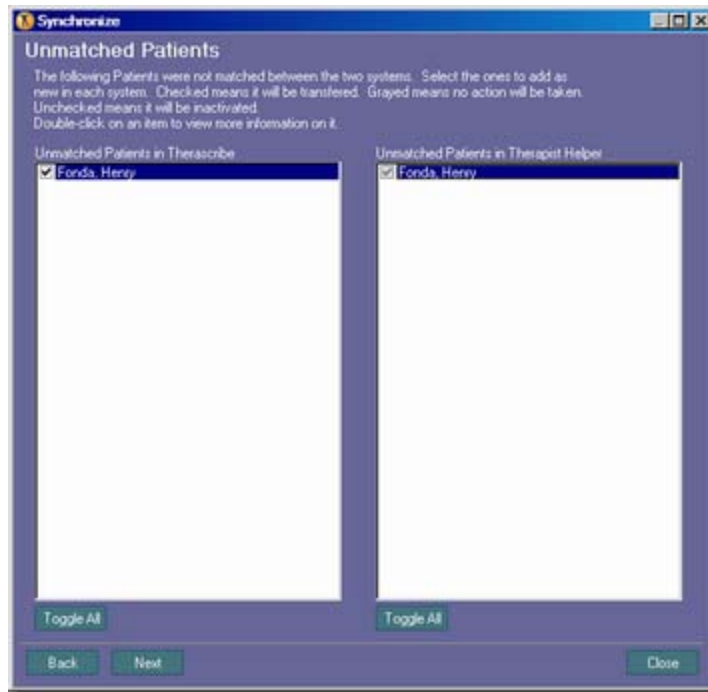 Synchronize
Unmatched Patients
The following Patients were not matched between the two systems. Select the ones to add as
new in each system. Checked means it will be transfered. Grayed means no action will be taken.
Unchecked means it will be inactivated.
Double-click on an item to view more information on it.
Unmatched Patients in Therascribe
Fonda, Henry
Toggle All
Unmatched Patients in Therapist Helper
Fonda, Henry
Toggle All
Back
Next
Close